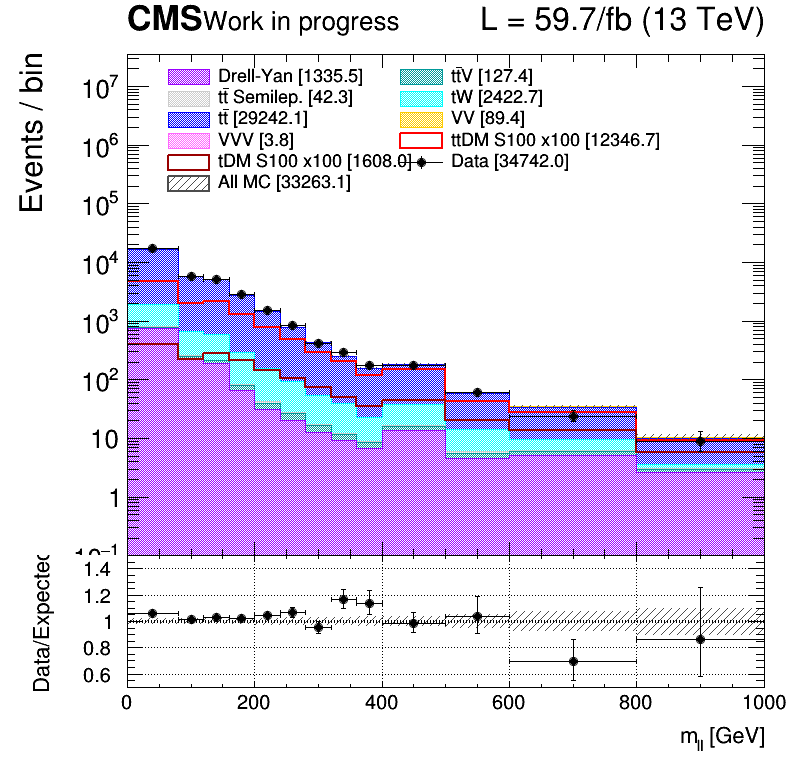 CMS Work in progress L = 59.7/fb (13 TeV)
Events / bin
Drell-Yan [1335.5] tt̄V [127.4]
tt̄ Semilep. [42.3] tW [2422.7]
tt̄ [29242.1] VV [89.4]
VVV [3.8] ttDM S100 x100 [12346.7]
tDM S100 x100 [1608.0] Data [34742.0]
All MC [33263.1]
10⁷
10⁶
10⁵
10⁴
10³
10²
10
1
10⁻¹
Data/Expected
1.4
1.2
1
0.8
0.6
0 200 400 600 800 1000
m_ll [GeV]